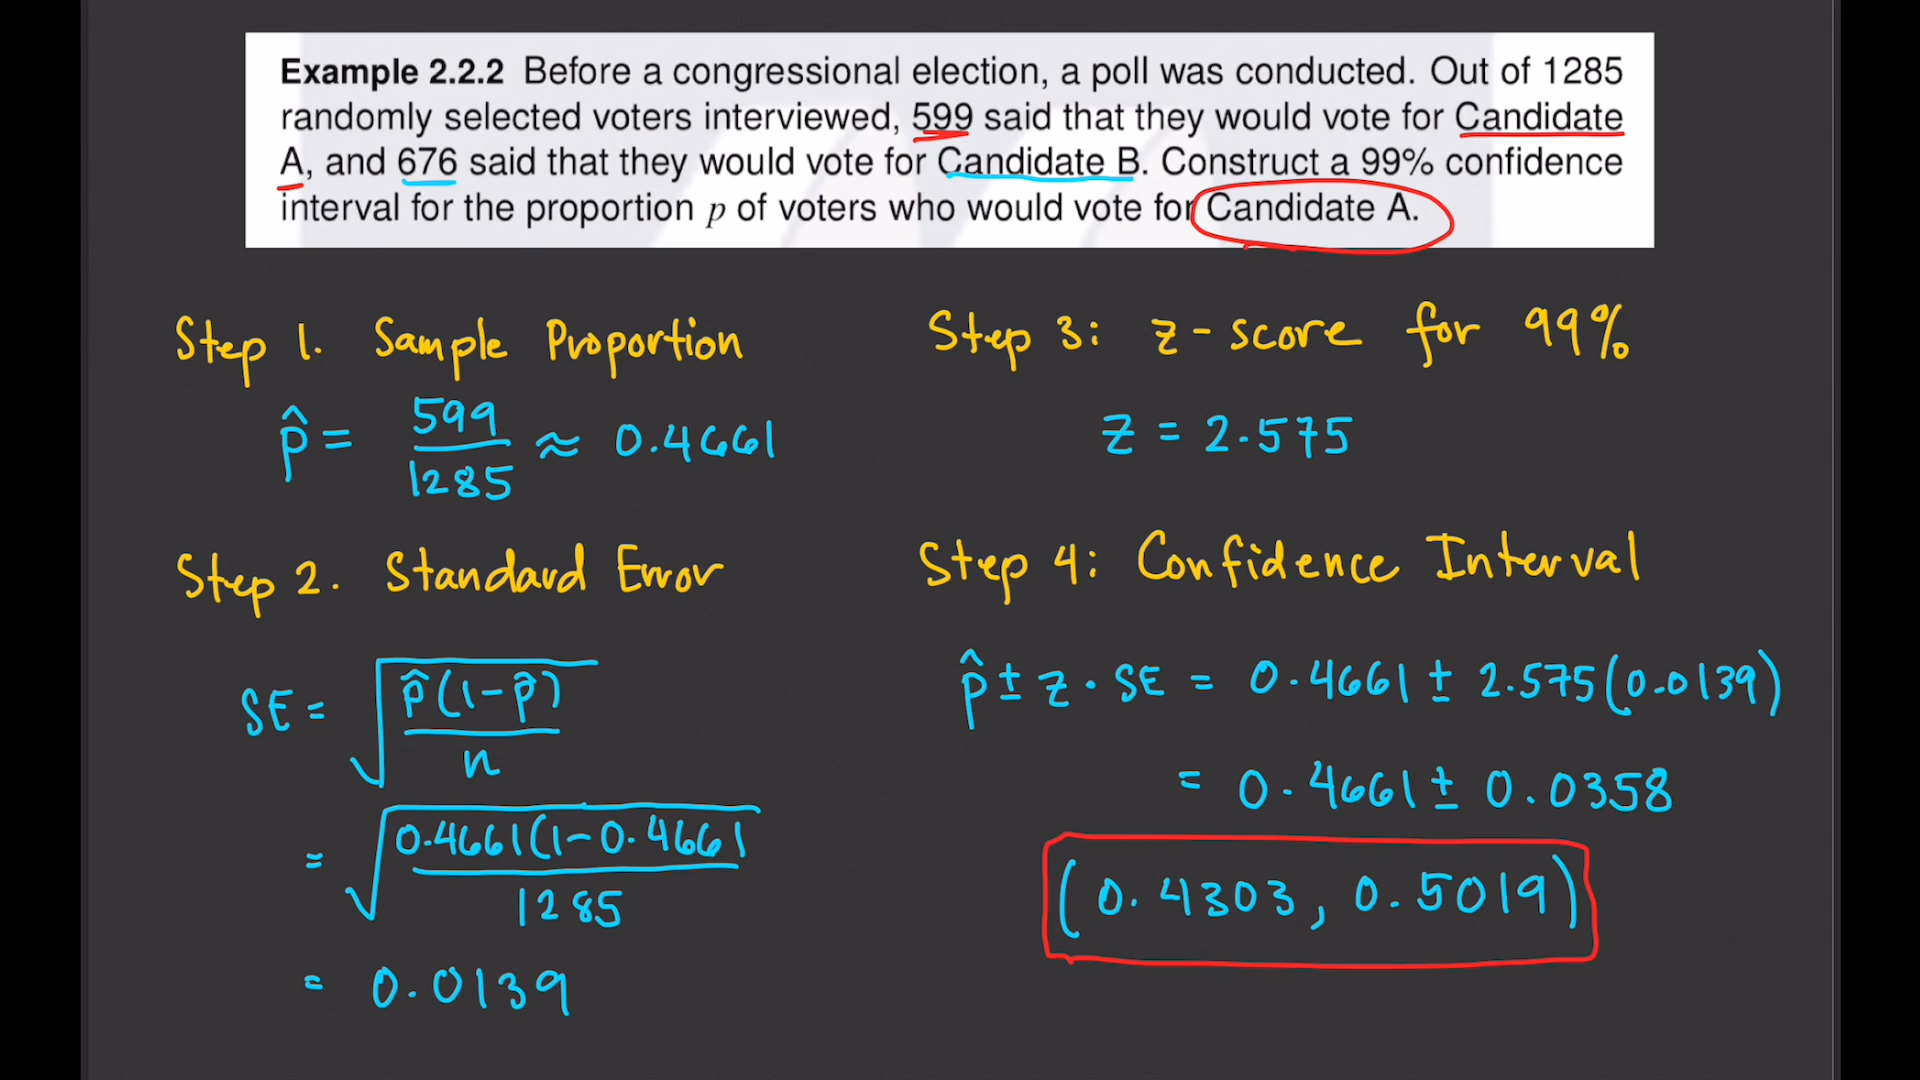 Example 2.2.2 Before a congressional election, a poll was conducted. Out of 1285
randomly selected voters interviewed, 599 said that they would vote for Candidate
A, and 676 said that they would vote for Candidate B. Construct a 99% confidence
interval for the proportion p of voters who would vote for Candidate A.
Step 1. Sample Proportion
p̂ = 599/1285 ≈ 0.4661
Step 2. Standard Error
SE = √(p̂(1-p̂)/n)
= √(0.4661(1-0.4661/1285)
= 0.0139
Step 3: z-score for 99%
z = 2.575
Step 4: Confidence Interval
p̂ ± z · SE = 0.4661 ± 2.575(0.0139)
= 0.4661 ± 0.0358
(0.4303, 0.5019)